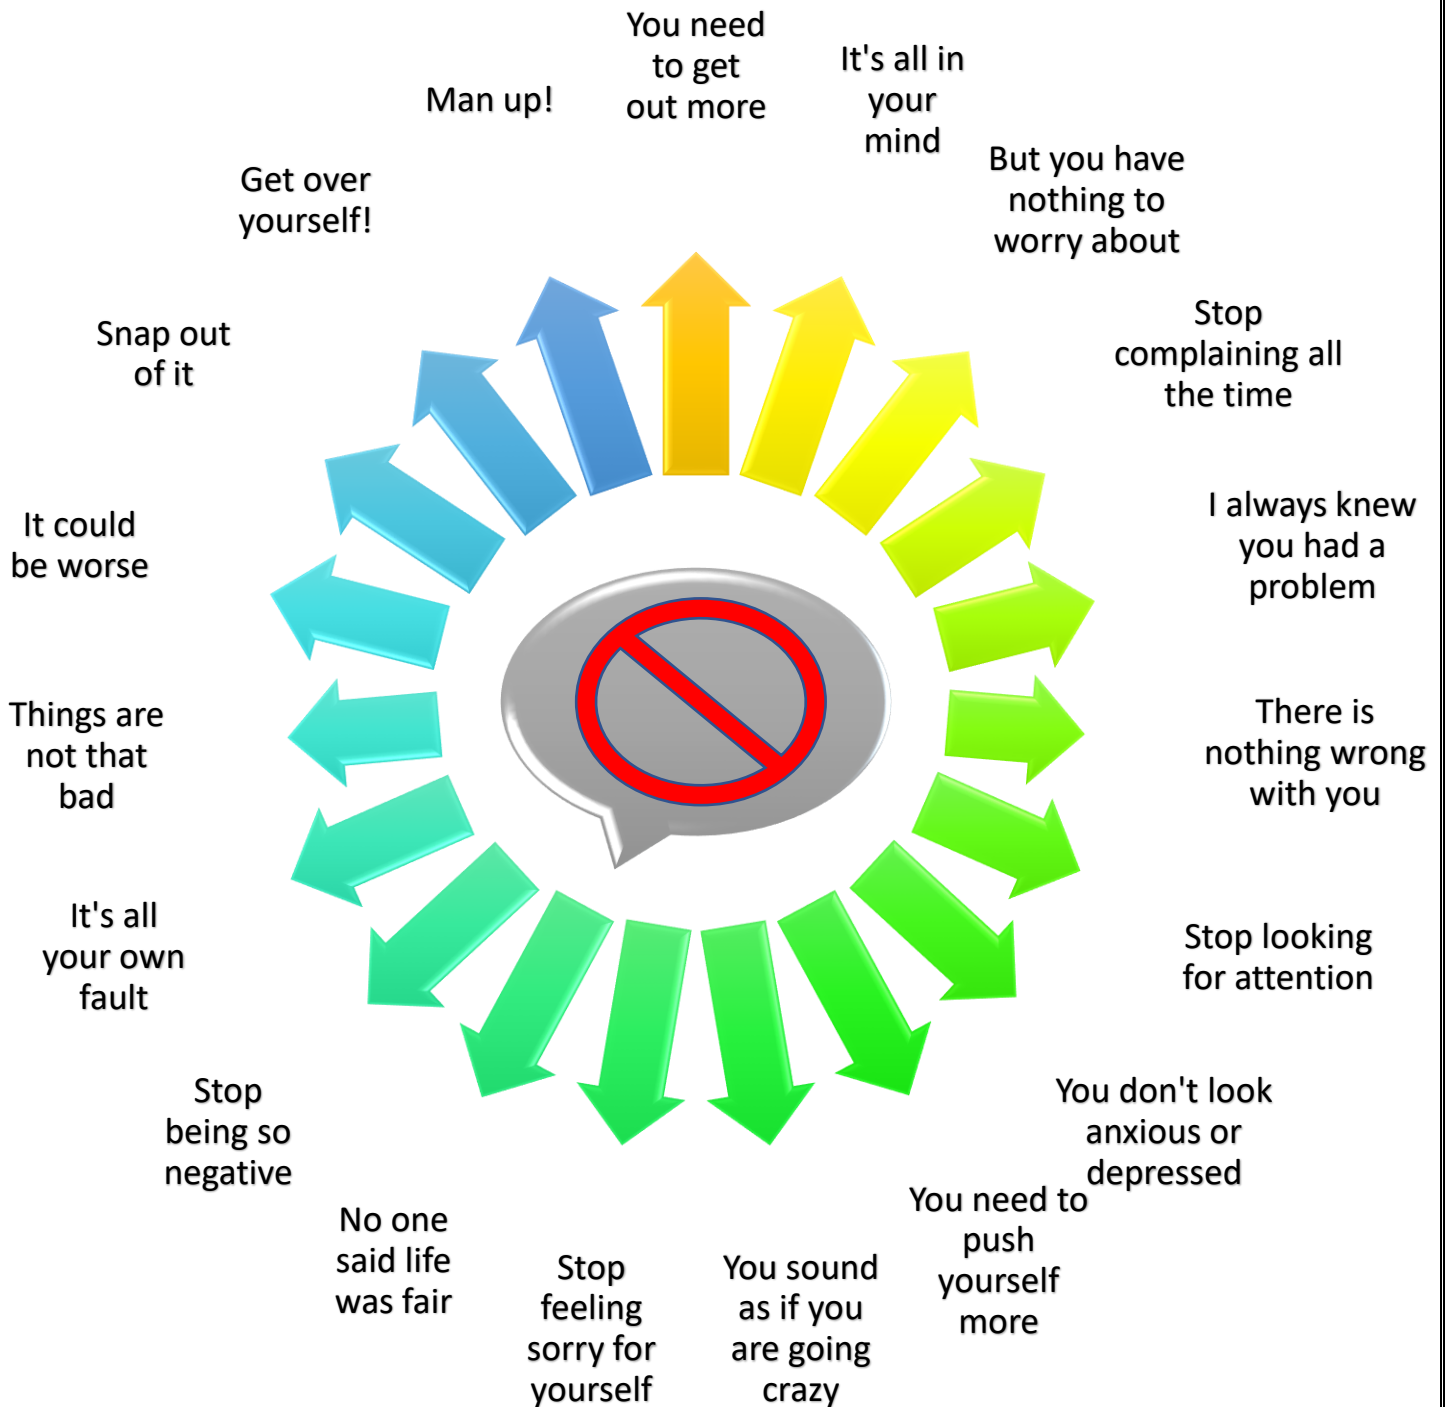 You need
to get
out more
It's all in
your
mind
But you have
nothing to
worry about
Stop
complaining all
the time
I always knew
you had a
problem
There is
nothing wrong
with you
Stop looking
for attention
You don't look
anxious or
depressed
You need to
push
yourself
more
You sound
as if you
are going
crazy
Stop
feeling
sorry for
yourself
No one
said life
was fair
Stop
being so
negative
It's all
your own
fault
Things are
not that
bad
It could
be worse
Snap out
of it
Get over
yourself!
Man up!